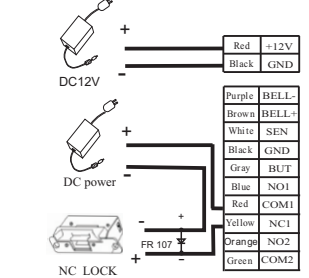 +
Red +12V
Black GND
-
DC12V
Purple BELL-
Brown BELL+
White SEN
Black GND
Gray BUT
Blue NO1
Red COM1
Yellow NC1
Orange NO2
Green COM2
+
DC power
-
+
-
FR 107
+
-
NC LOCK